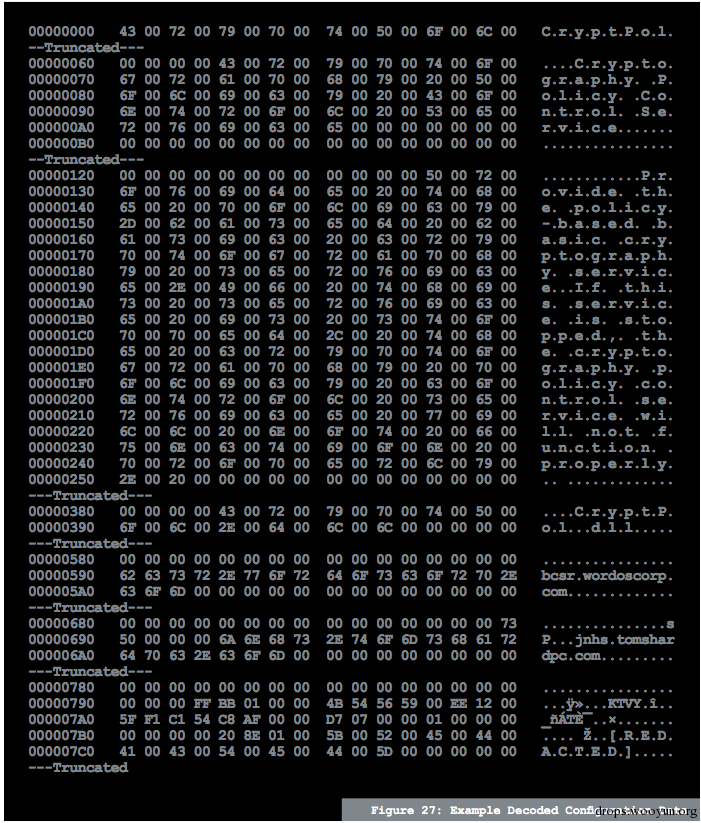 00000000 43 00 72 00 79 00 70 00 74 00 50 00 6F 00 6C 00 C.r.y.p.t.P.o.l.
--Truncated---
00000060 00 00 00 00 43 00 72 00 79 00 70 00 74 00 6F 00 ....C.r.y.p.t.o.
00000070 67 00 72 00 61 00 70 00 68 00 79 00 20 00 50 00 g.r.a.p.h.y. .P.
00000080 6F 00 6C 00 69 00 63 00 79 00 20 00 43 00 6F 00 o.l.i.c.y. .C.o.
00000090 6E 00 74 00 72 00 6F 00 6C 00 20 00 53 00 65 00 n.t.r.o.l. .S.e.
000000A0 72 00 76 00 69 00 63 00 65 00 00 00 00 00 00 00 r.v.i.c.e.......
000000B0 00 00 00 00 00 00 00 00 00 00 00 00 00 00 00 00 ................
--Truncated---
00000120 00 00 00 00 00 00 00 00 00 00 00 00 50 00 72 00 ............P.r.
00000130 6F 00 76 00 69 00 64 00 65 00 20 00 74 00 68 00 o.v.i.d.e. .t.h.
00000140 65 00 20 00 70 00 6F 00 6C 00 69 00 63 00 79 00 e. .p.o.l.i.c.y.
00000150 2D 00 62 00 61 00 73 00 65 00 64 00 20 00 62 00 -.b.a.s.e.d. .b.
00000160 61 00 73 00 69 00 63 00 20 00 63 00 72 00 79 00 a.s.i.c. .c.r.y.
00000170 70 00 74 00 6F 00 67 00 72 00 61 00 70 00 68 00 p.t.o.g.r.a.p.h.
00000180 79 00 20 00 73 00 65 00 72 00 76 00 69 00 63 00 y. .s.e.r.v.i.c.
00000190 65 00 2E 00 49 00 66 00 20 00 74 00 68 00 69 00 e...I.f. .t.h.i.
000001A0 73 00 20 00 73 00 65 00 72 00 76 00 69 00 63 00 s. .s.e.r.v.i.c.
000001B0 65 00 20 00 69 00 73 00 20 00 73 00 74 00 6F 00 e. .i.s. .s.t.o.
000001C0 70 00 70 00 65 00 64 00 2C 00 20 00 74 00 68 00 p.p.e.d.,. .t.h.
000001D0 65 00 20 00 63 00 72 00 79 00 70 00 74 00 6F 00 e. .c.r.y.p.t.o.
000001E0 67 00 72 00 61 00 70 00 68 00 79 00 20 00 70 00 g.r.a.p.h.y. .p.
000001F0 6F 00 6C 00 69 00 63 00 79 00 20 00 63 00 6F 00 o.l.i.c.y. .c.o.
00000200 6E 00 74 00 72 00 6F 00 6C 00 20 00 73 00 65 00 n.t.r.o.l. .s.e.
00000210 72 00 76 00 69 00 63 00 65 00 20 00 77 00 69 00 r.v.i.c.e. .w.i.
00000220 6C 00 6C 00 20 00 6E 00 6F 00 74 00 20 00 66 00 l.l. .n.o.t. .f.
00000230 75 00 6E 00 63 00 74 00 69 00 6F 00 6E 00 20 00 u.n.c.t.i.o.n. .
00000240 70 00 72 00 6F 00 70 00 65 00 72 00 6C 00 79 00 p.r.o.p.e.r.l.y.
00000250 2E 00 20 00 00 00 00 00 00 00 00 00 00 00 00 00 .. .............
---Truncated---
00000380 00 00 00 00 43 00 72 00 79 00 70 00 74 00 50 00 ....C.r.y.p.t.P.
00000390 6F 00 6C 00 2E 00 64 00 6C 00 6C 00 00 00 00 00 o.l...d.l.l.....
---Truncated---
00000580 00 00 00 00 00 00 00 00 00 00 00 00 00 00 00 00 ................
00000590 62 63 73 72 2E 77 6F 72 64 6F 73 63 6F 72 70 2E bcsr.wordoscorp.
000005A0 63 6F 6D 00 00 00 00 00 00 00 00 00 00 00 00 00 com.............
---Truncated---
00000680 00 00 00 00 00 00 00 00 00 00 00 00 00 00 00 73 ...............s
00000690 50 00 00 00 6A 6E 68 73 2E 74 6F 6D 73 68 61 72 P...jnhs.tomshar
000006A0 64 70 63 2E 63 6F 6D 00 00 00 00 00 00 00 00 00 dpc.com.........
---Truncated---
00000780 00 00 00 00 00 00 00 00 00 00 00 00 00 00 00 00 ................
00000790 00 00 00 FF BB 01 00 00 4B 54 56 59 00 EE 12 00 ...ÿ»...KTVY.î..
000007A0 5F F1 C1 54 C8 AF 00 00 D7 07 00 00 01 00 00 00 _ñÁTÈ¯..×.......
000007B0 00 00 00 00 20 8E 01 00 5B 00 52 00 45 00 44 00 .... Ž..[.R.E.D.
000007C0 41 00 43 00 54 00 45 00 44 00 5D 00 00 00 00 00 A.C.T.E.D.].....
---Truncated
Figure 27: Example Decoded Configuration Data
drops.wooyun.org